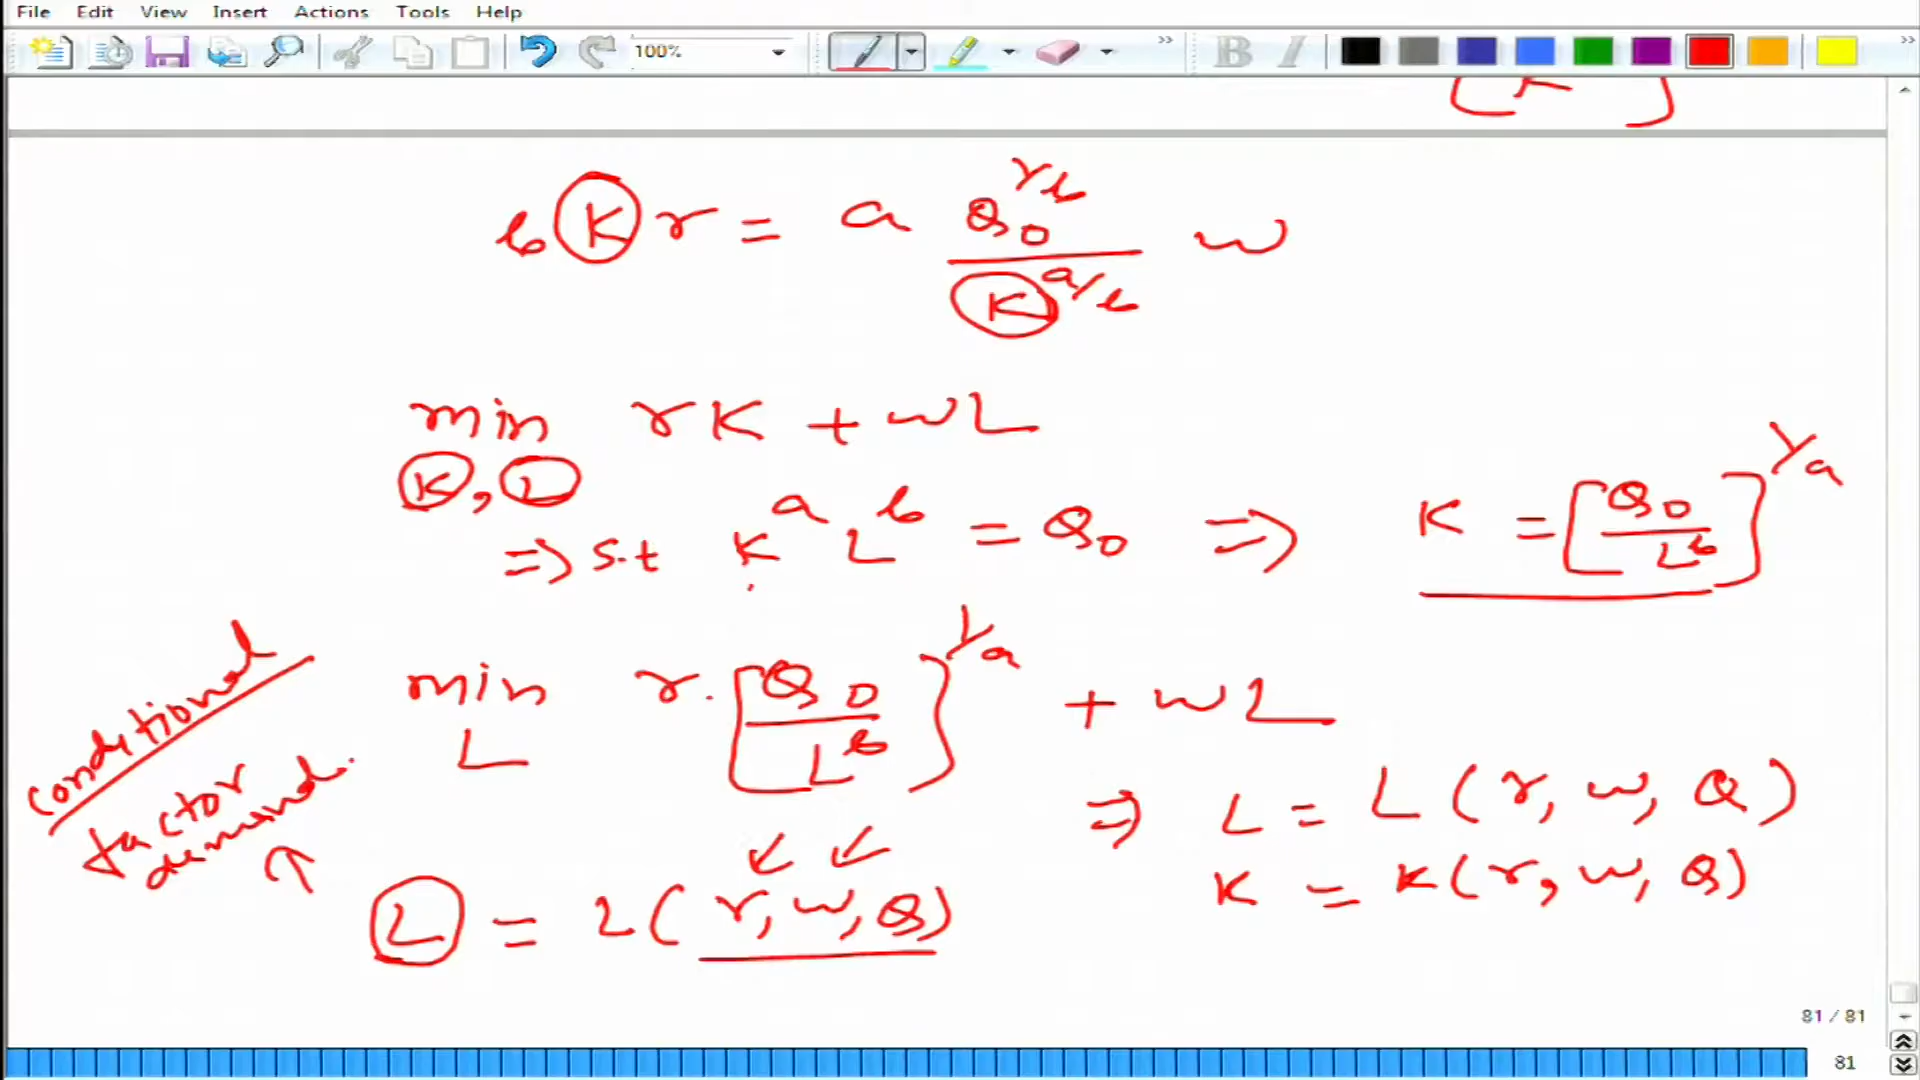 File Edit View Insert Actions Tools Help
100% B I
K
b K r = a Q₀^1/b / K^a/b w
min rK + wL
K, L
=> s.t K^a L^b = Q₀ => K = [Q₀ / L^b]^1/a
min r. [Q₀ / L^b]^1/a + wL
L
conditional factor demand.
=> L = L(r, w, Q)
K = K(r, w, Q)
L = L(r, w, Q)
81 / 81
81